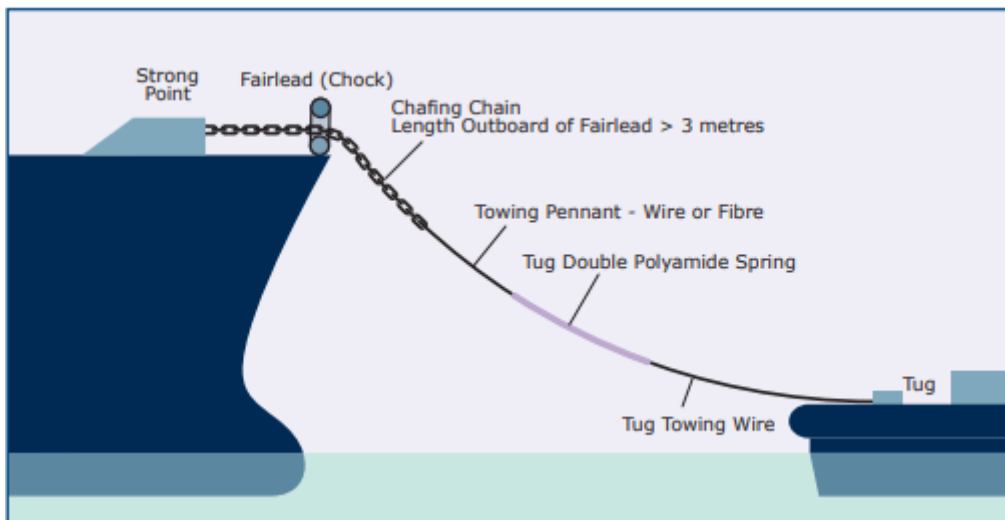 Strong
Point
Fairlead (Chock)
Chafing Chain
Length Outboard of Fairlead > 3 metres
Towing Pennant - Wire or Fibre
Tug Double Polyamide Spring
Tug
Tug Towing Wire